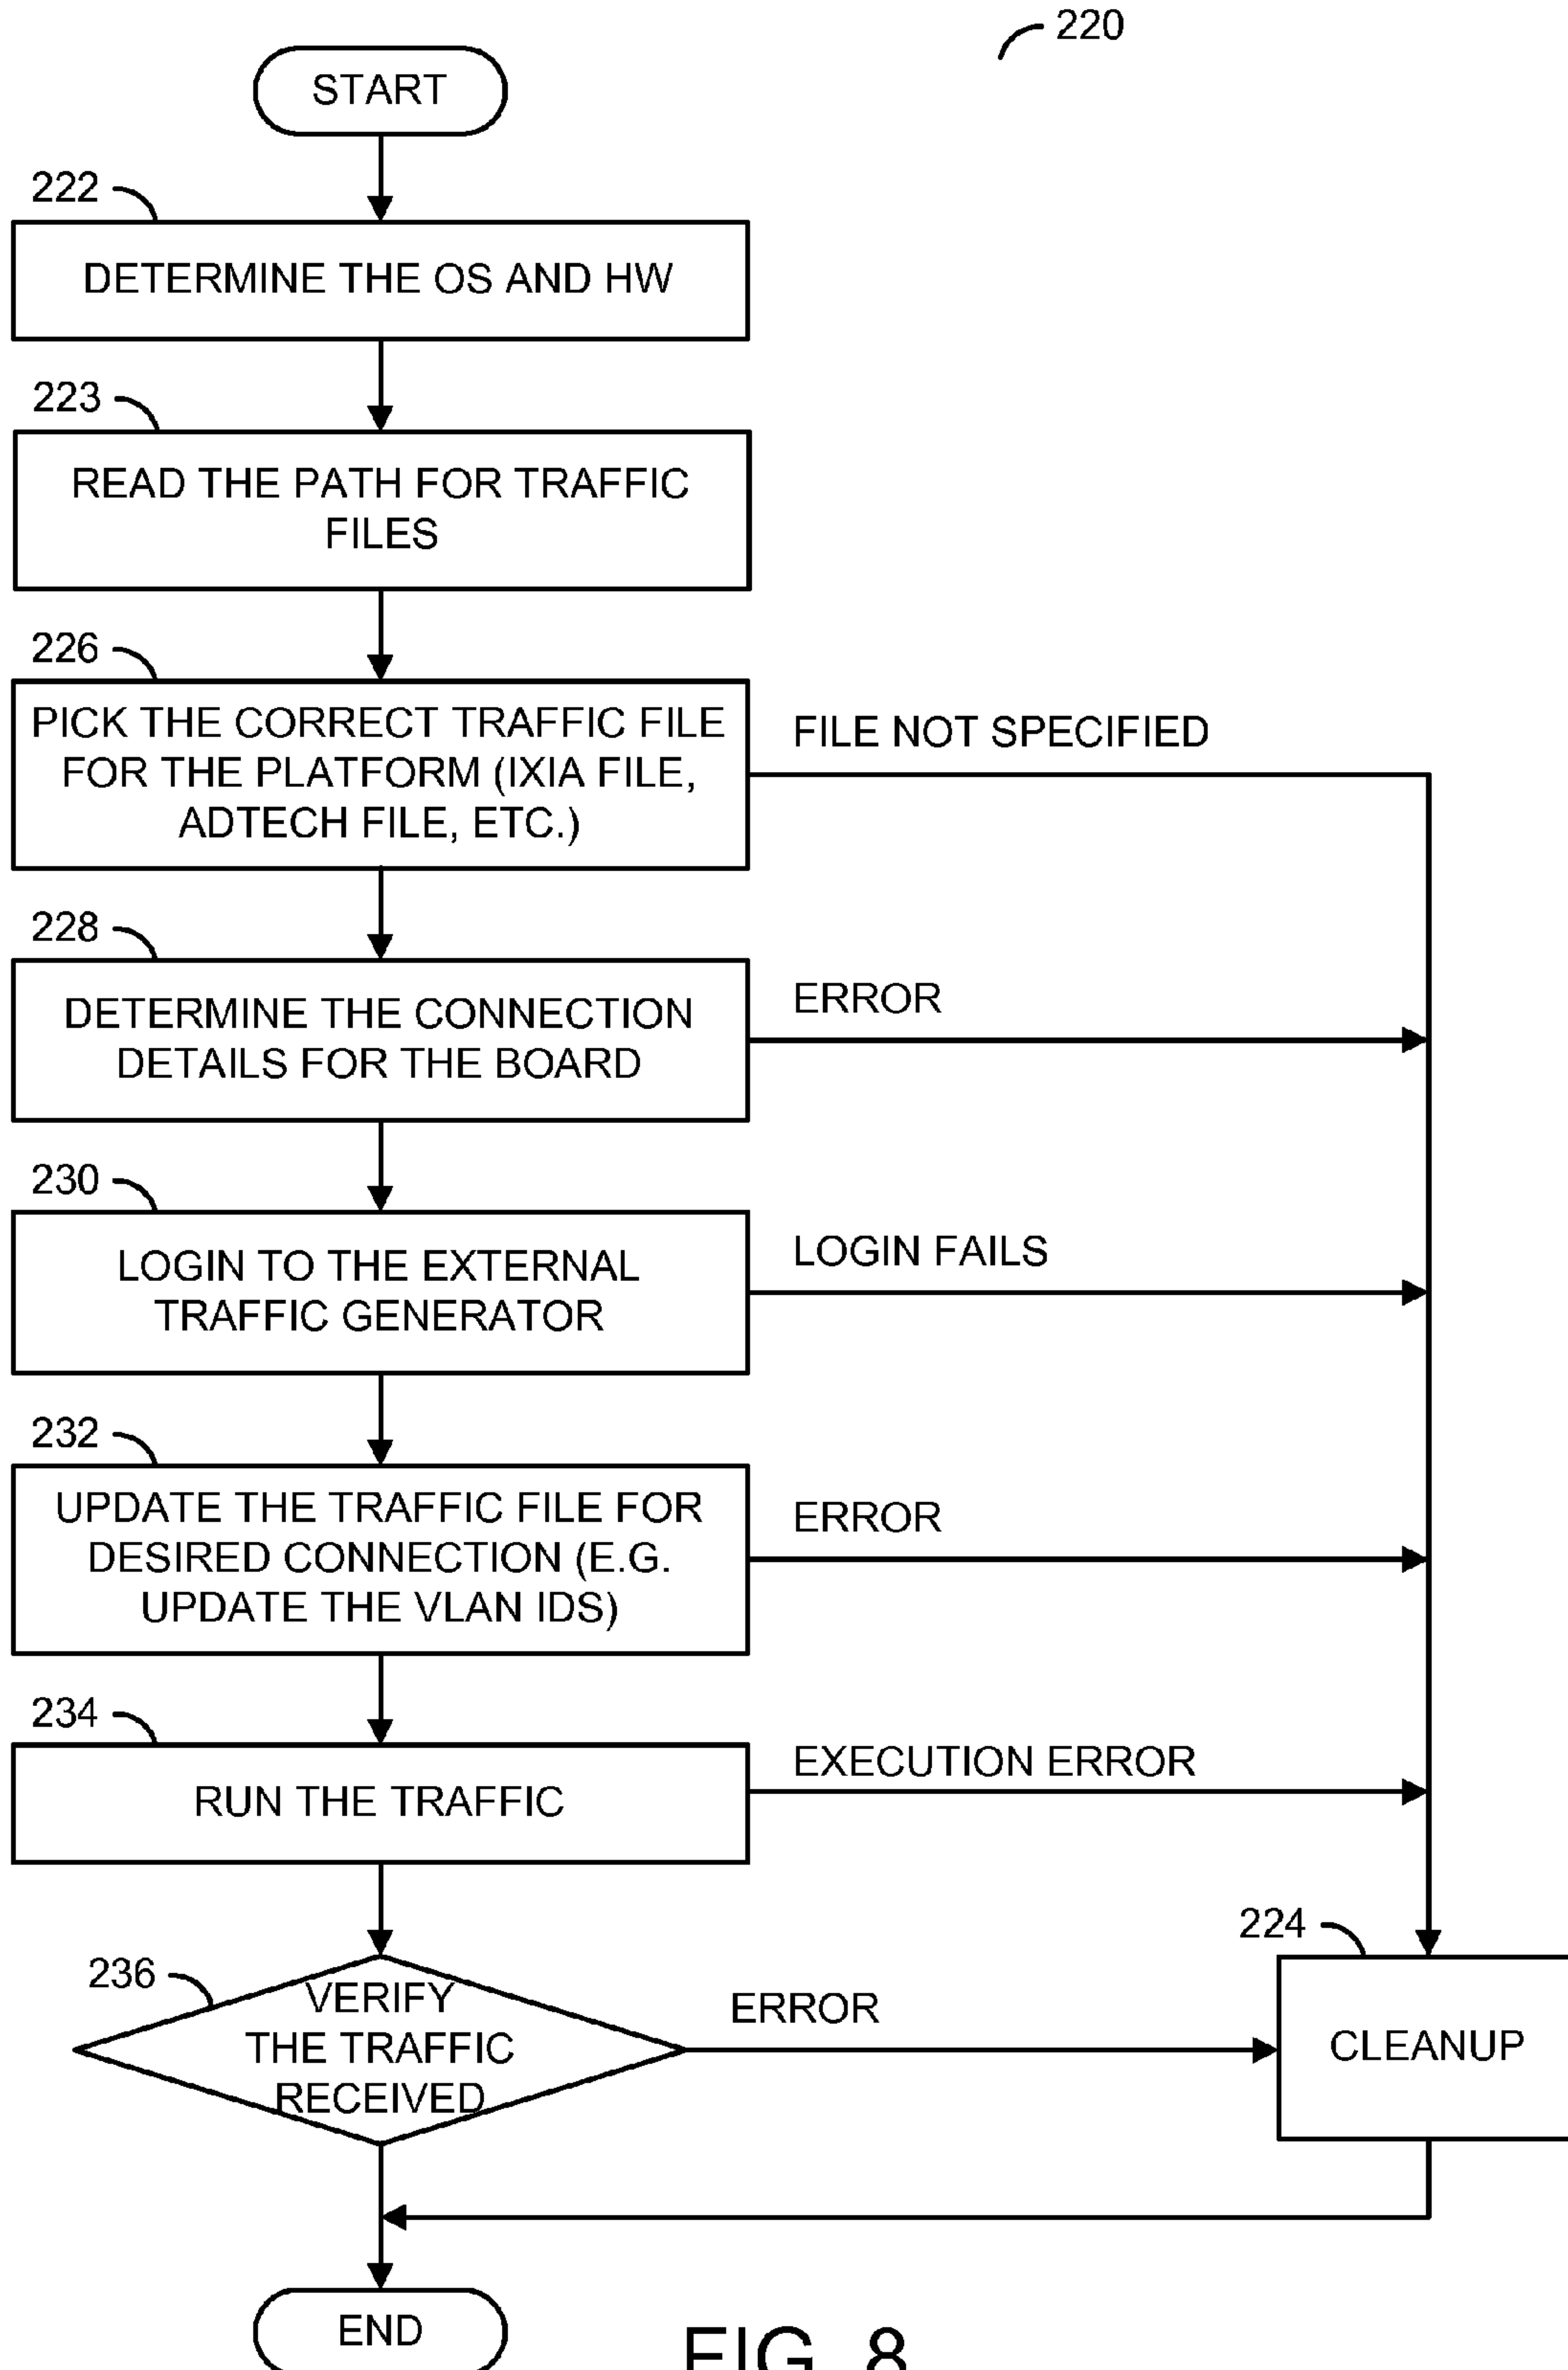 220
START
222
DETERMINE THE OS AND HW
223
READ THE PATH FOR TRAFFIC
FILES
226
PICK THE CORRECT TRAFFIC FILE
FOR THE PLATFORM (IXIA FILE,
ADTECH FILE, ETC.)
FILE NOT SPECIFIED
228
DETERMINE THE CONNECTION
DETAILS FOR THE BOARD
ERROR
230
LOGIN TO THE EXTERNAL
TRAFFIC GENERATOR
LOGIN FAILS
232
UPDATE THE TRAFFIC FILE FOR
DESIRED CONNECTION (E.G.
UPDATE THE VLAN IDS)
ERROR
234
RUN THE TRAFFIC
EXECUTION ERROR
236
VERIFY
THE TRAFFIC
RECEIVED
ERROR
224
CLEANUP
END
FIG. 8